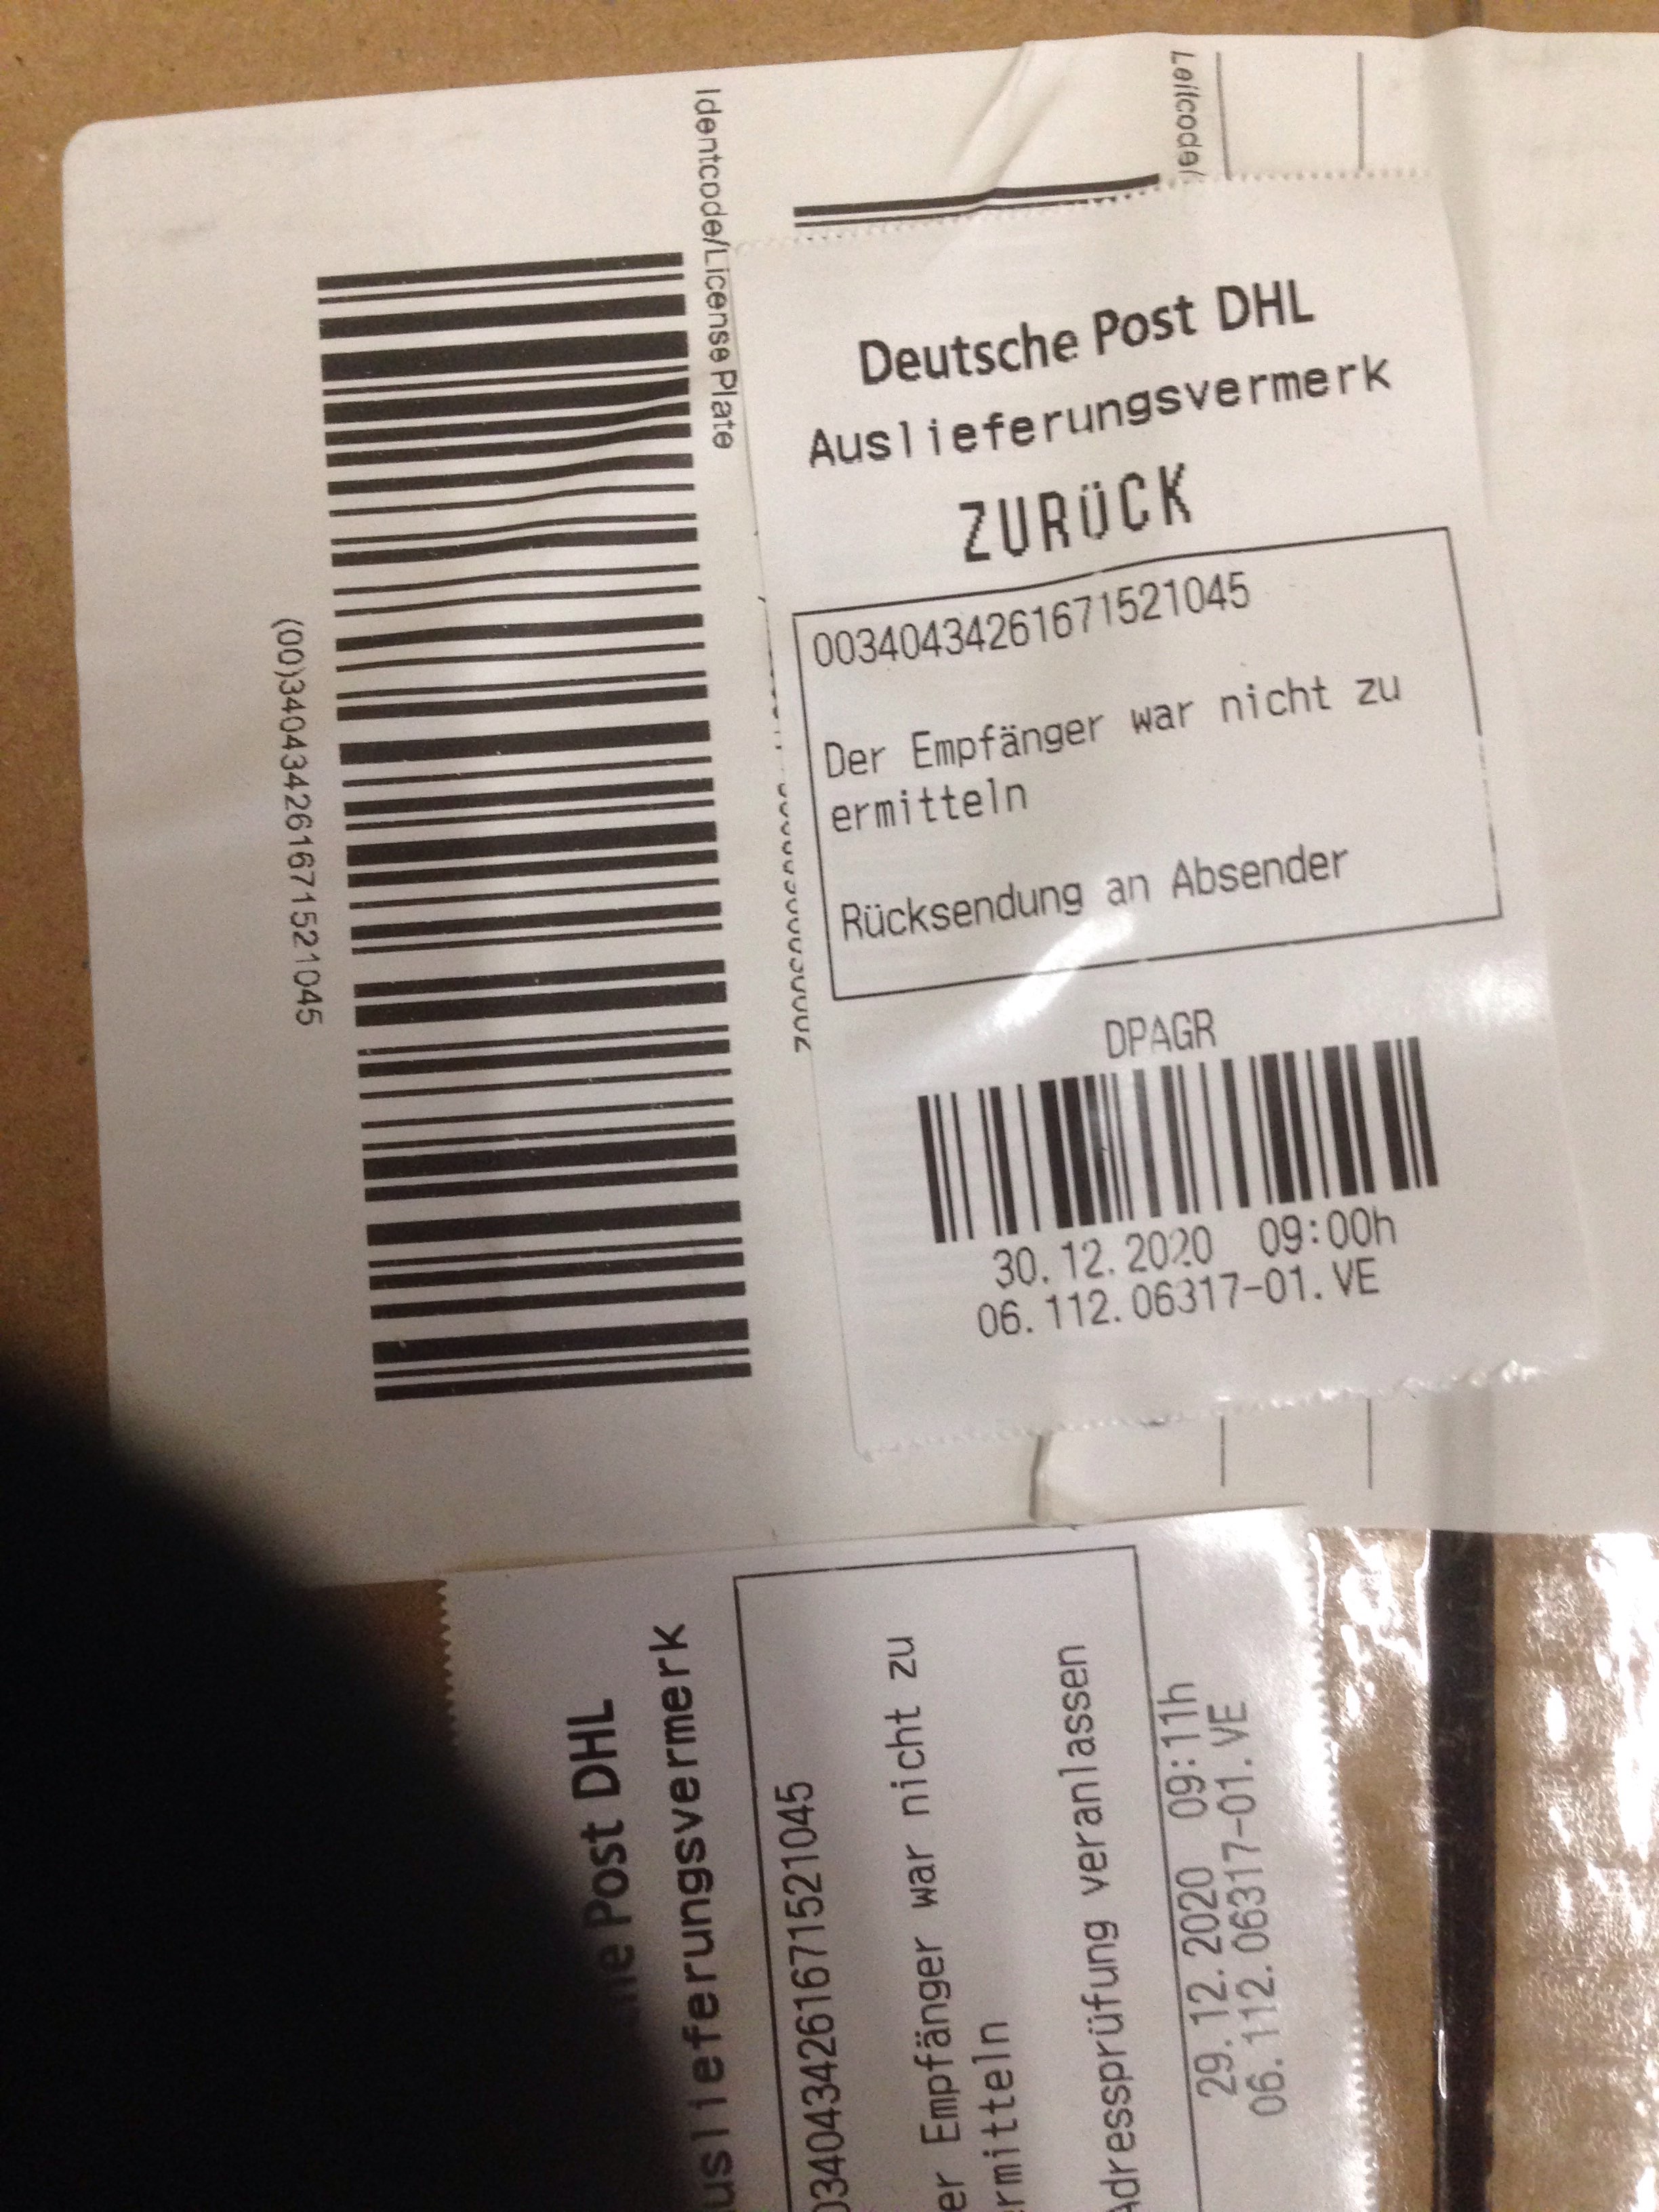 Identcode/License Plate
(00)340434261671521045
Leitcode/
Deutsche Post DHL
Auslieferungsvermerk
ZURÜCK
00340434261671521045
Der Empfänger war nicht zu
ermitteln
Rücksendung an Absender
DPAGR
30.12.2020 09:00h
06.112.06317-01.VE
Post DHL
uslieferungsvermerk
0340434261671521045
er Empfänger war nicht zu
rmitteln
Adressprüfung veranlassen
29.12.2020 09:11h
06.112.06317-01.VE